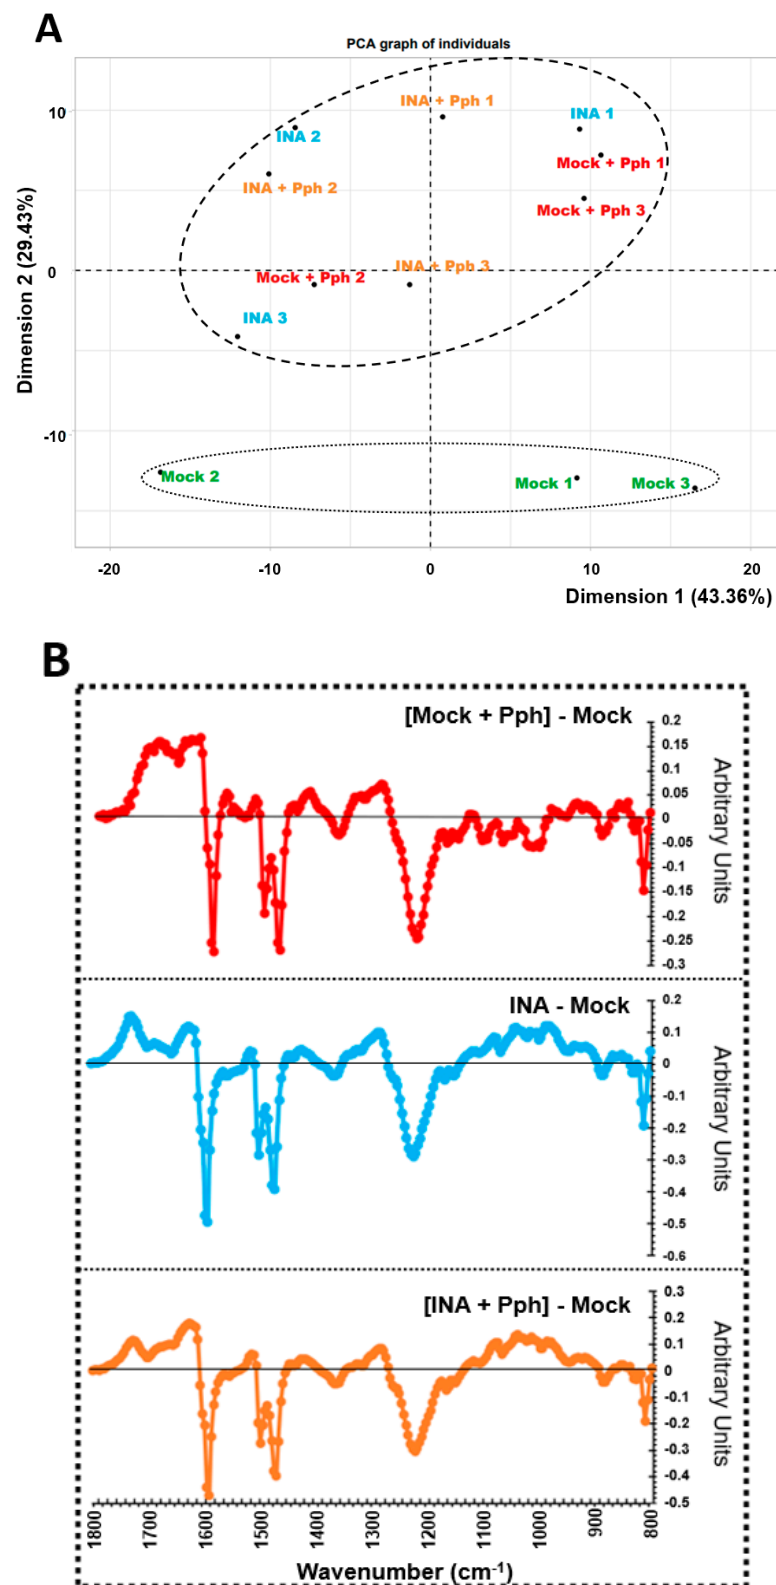 A
PCA graph of individuals
INA + Pph 1
INA 1
INA 2
Mock + Pph 1
INA + Pph 2
Mock + Pph 3
INA + Pph 3
Mock + Pph 2
INA 3
Mock 2
Mock 1
Mock 3
10
0
-10
Dimension 2 (29.43%)
-20
-10
0
10
20
Dimension 1 (43.36%)
B
[Mock + Pph] - Mock
0.2
0.15
0.1
0.05
0
-0.05
-0.1
-0.15
-0.2
-0.25
-0.3
Arbitrary Units
INA - Mock
0.2
0.1
0
-0.1
-0.2
-0.3
-0.4
-0.5
-0.6
Arbitrary Units
[INA + Pph] - Mock
0.3
0.2
0.1
0
-0.1
-0.2
-0.3
-0.4
-0.5
Arbitrary Units
1800
1700
1600
1500
1400
1300
1200
1100
1000
900
800
Wavenumber (cm⁻¹)